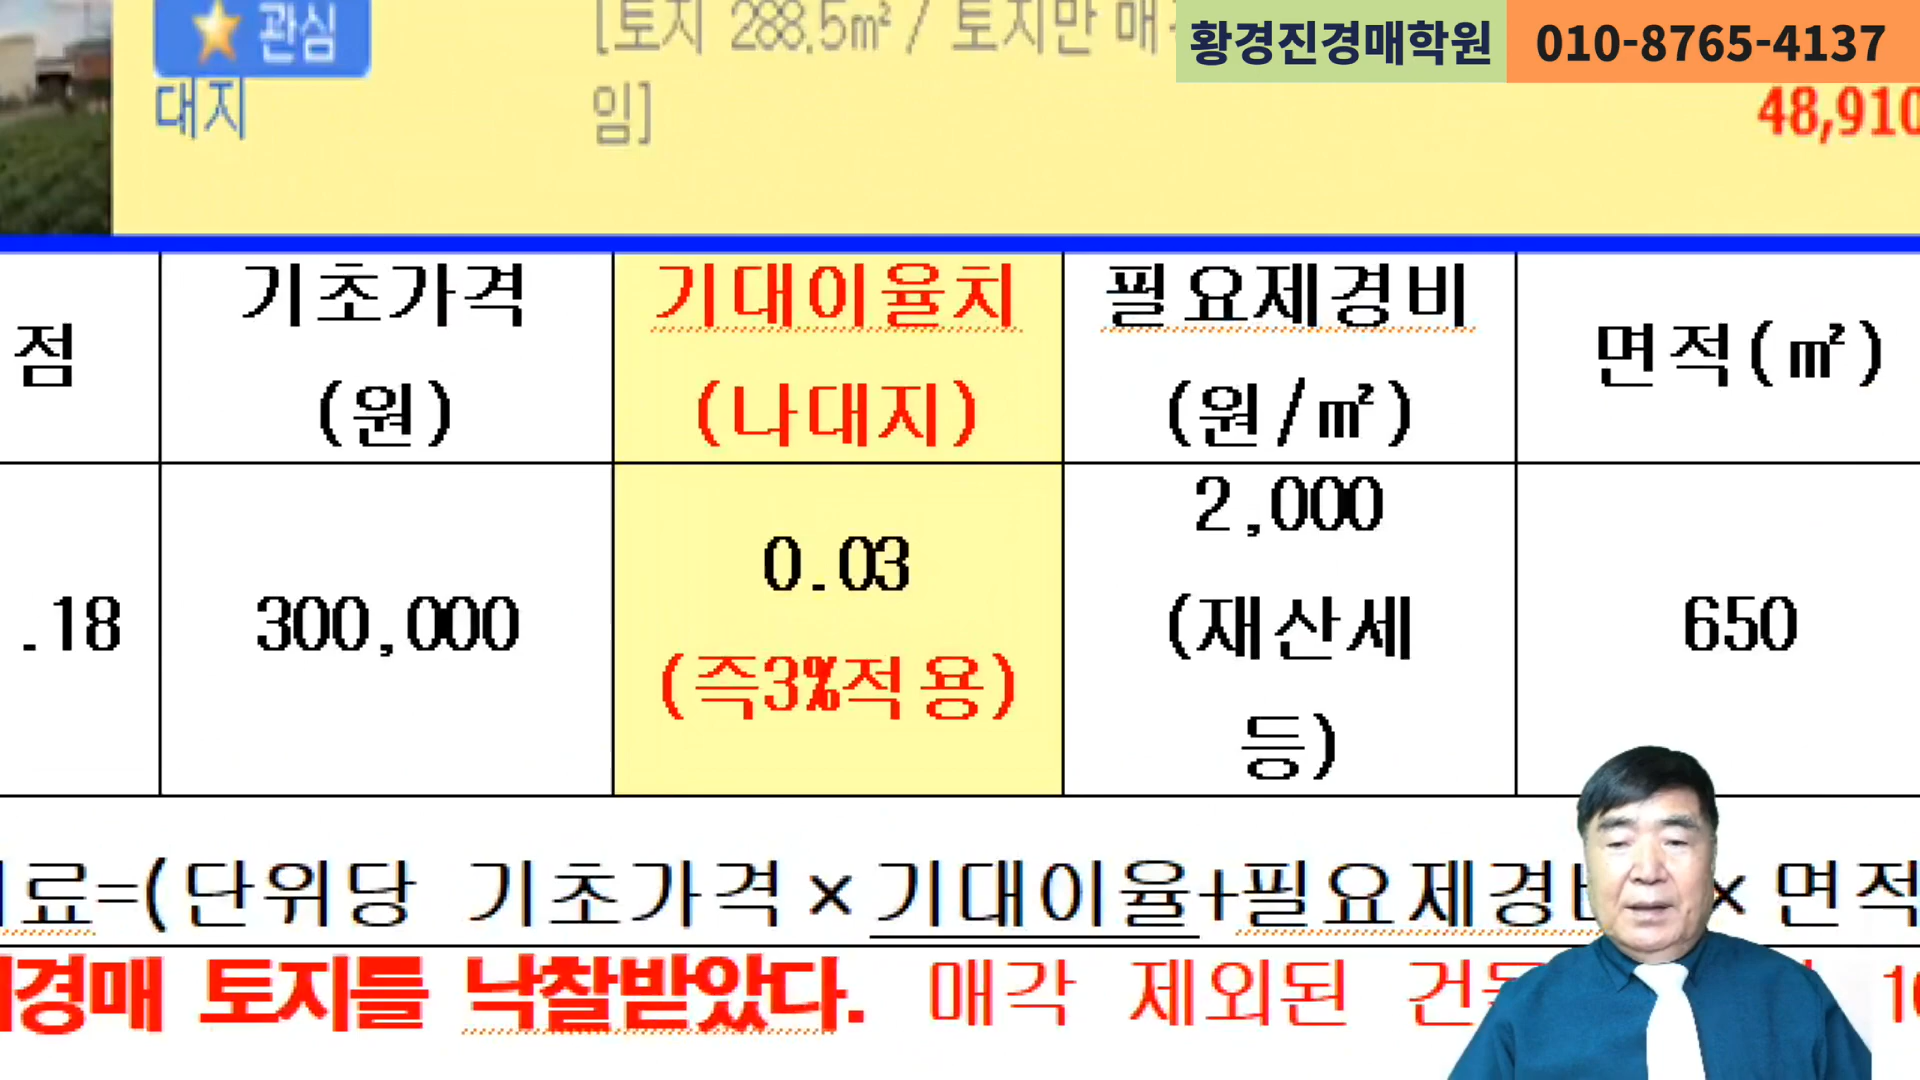 관심
[토지 288.5㎡ / 토지만 매
황경진경매학원
010-8765-4137
대지
임]
48,910
점
기초가격
(원)
기대이율치
(나대지)
필요제경비
(원/㎡)
면적(㎡)
.18
300,000
0.03
(즉3%적용)
2,000
(재산세
등)
650
료=(단위당 기초가격×기대이율+필요제경비 × 면적
경매 토지를 낙찰받았다. 매각 제외된